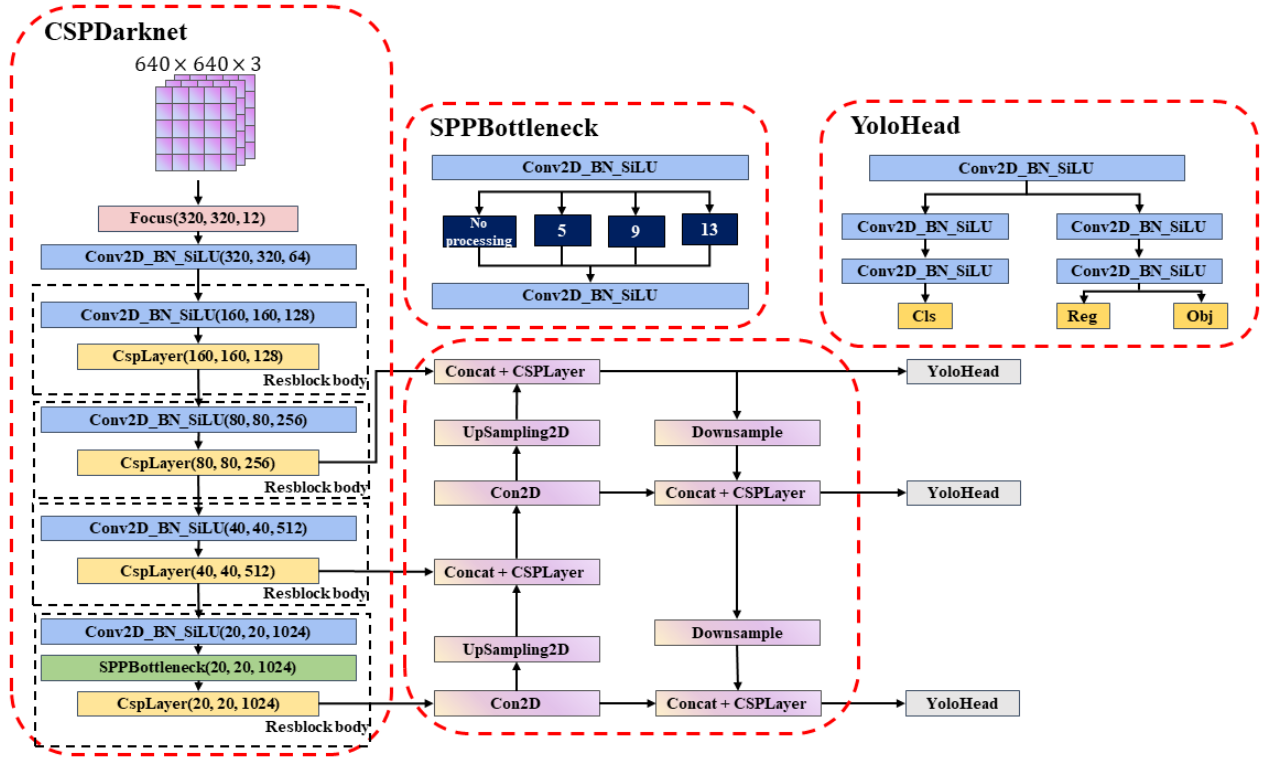 CSPDarknet
640 × 640 × 3
Focus(320, 320, 12)
Conv2D_BN_SiLU(320, 320, 64)
Conv2D_BN_SiLU(160, 160, 128)
CspLayer(160, 160, 128)
Resblock body
Conv2D_BN_SiLU(80, 80, 256)
CspLayer(80, 80, 256)
Resblock body
Conv2D_BN_SiLU(40, 40, 512)
CspLayer(40, 40, 512)
Resblock body
Conv2D_BN_SiLU(20, 20, 1024)
SPPBottleneck(20, 20, 1024)
CspLayer(20, 20, 1024)
Resblock body
SPPBottleneck
Conv2D_BN_SiLU
No
processing
5
9
13
Conv2D_BN_SiLU
YoloHead
Conv2D_BN_SiLU
Conv2D_BN_SiLU
Conv2D_BN_SiLU
Conv2D_BN_SiLU
Conv2D_BN_SiLU
Cls
Reg
Obj
Concat + CSPLayer
YoloHead
UpSampling2D
Downsample
Con2D
Concat + CSPLayer
YoloHead
Concat + CSPLayer
UpSampling2D
Downsample
Con2D
Concat + CSPLayer
YoloHead